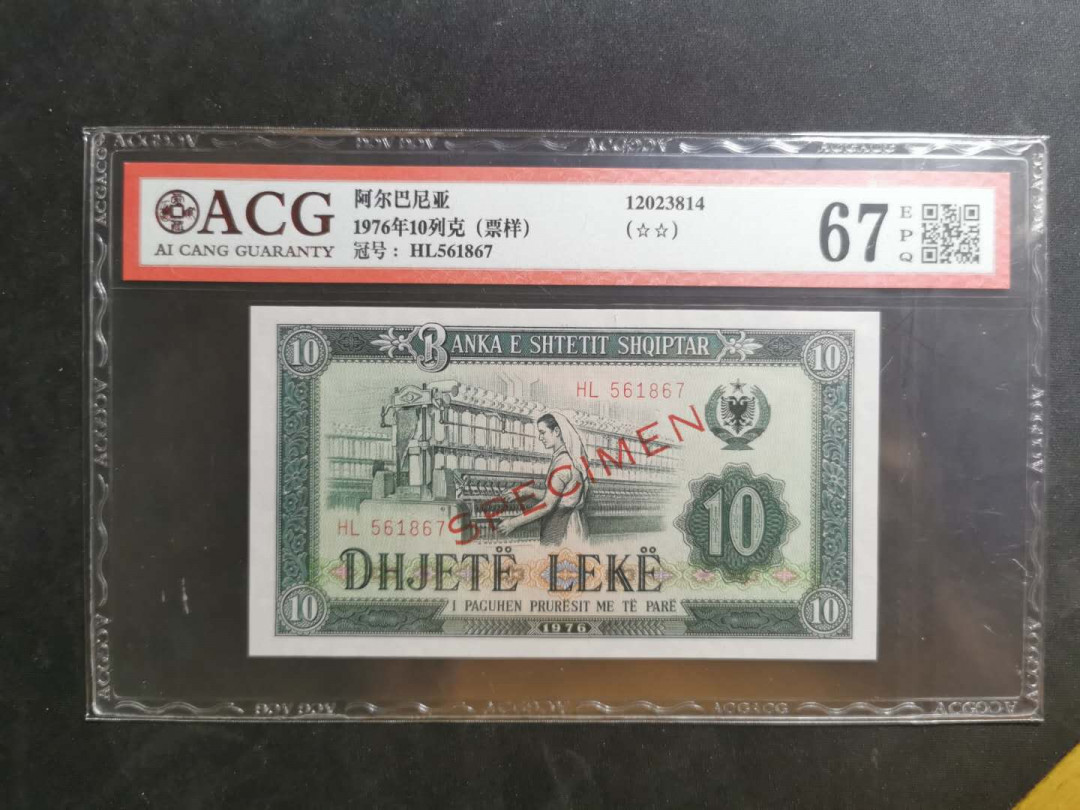 ACG
AI CANG GUARANTY
阿尔巴尼亚
1976年10列克（票样）
冠号： HL561867
12023814
(☆☆)
67
EPQ
10
BANKA E SHTETIT SHQIPTAR
10
HL 561867
SPECIMEN
10
HL 561867
DHJETË LEKË
10
I PAGUHEN PRURËSIT ME TË PARË
10
1976